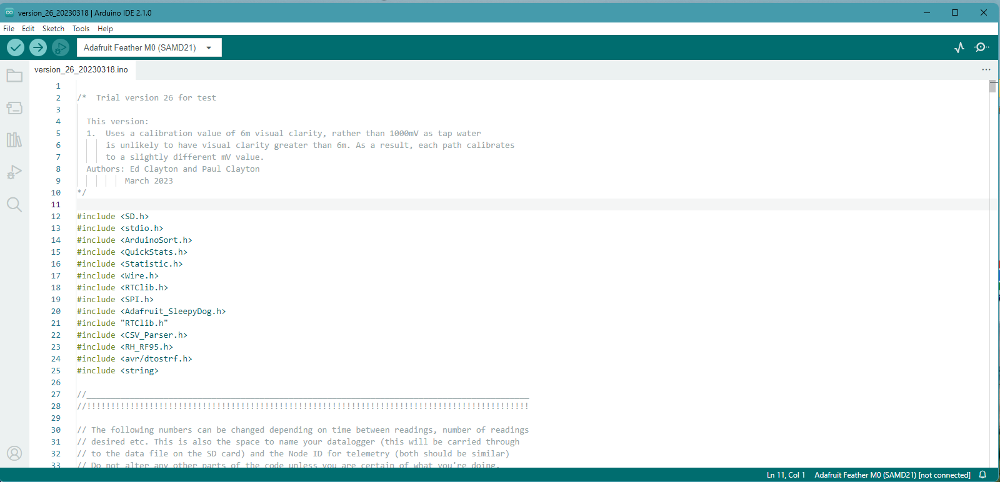 version_26_20230318 | Arduino IDE 2.1.0
File Edit Sketch Tools Help
Adafruit Feather M0 (SAMD21)
version_26_20230318.ino
1
2 /*  Trial version 26 for test
3
4 This version:
5 1.  Uses a calibration value of 6m visual clarity, rather than 1000mV as tap water
6 is unlikely to have visual clarity greater than 6m. As a result, each path calibrates
7 to a slightly different mV value.
8 Authors: Ed Clayton and Paul Clayton
9 March 2023
10 */
11
12 #include <SD.h>
13 #include <stdio.h>
14 #include <ArduinoSort.h>
15 #include <QuickStats.h>
16 #include <Statistic.h>
17 #include <Wire.h>
18 #include <RTClib.h>
19 #include <SPI.h>
20 #include <Adafruit_SleepyDog.h>
21 #include "RTClib.h"
22 #include <CSV_Parser.h>
23 #include <RH_RF95.h>
24 #include <avr/dtostrf.h>
25 #include <string>
26
27 //____________________________________________________________________________________________
28 //!!!!!!!!!!!!!!!!!!!!!!!!!!!!!!!!!!!!!!!!!!!!!!!!!!!!!!!!!!!!!!!!!!!!!!!!!!!!!!!!!!!!!!!!!!!!
29
30 // The following numbers can be changed depending on time between readings, number of readings
31 // desired etc. This is also the space to name your datalogger (this will be carried through
32 // to the data file on the SD card) and the Node ID for telemetry (both should be similar)
33 // Do not alter any other parts of the code unless you are certain of what you're doing.
Ln 11, Col 1 Adafruit Feather M0 (SAMD21) [not connected]